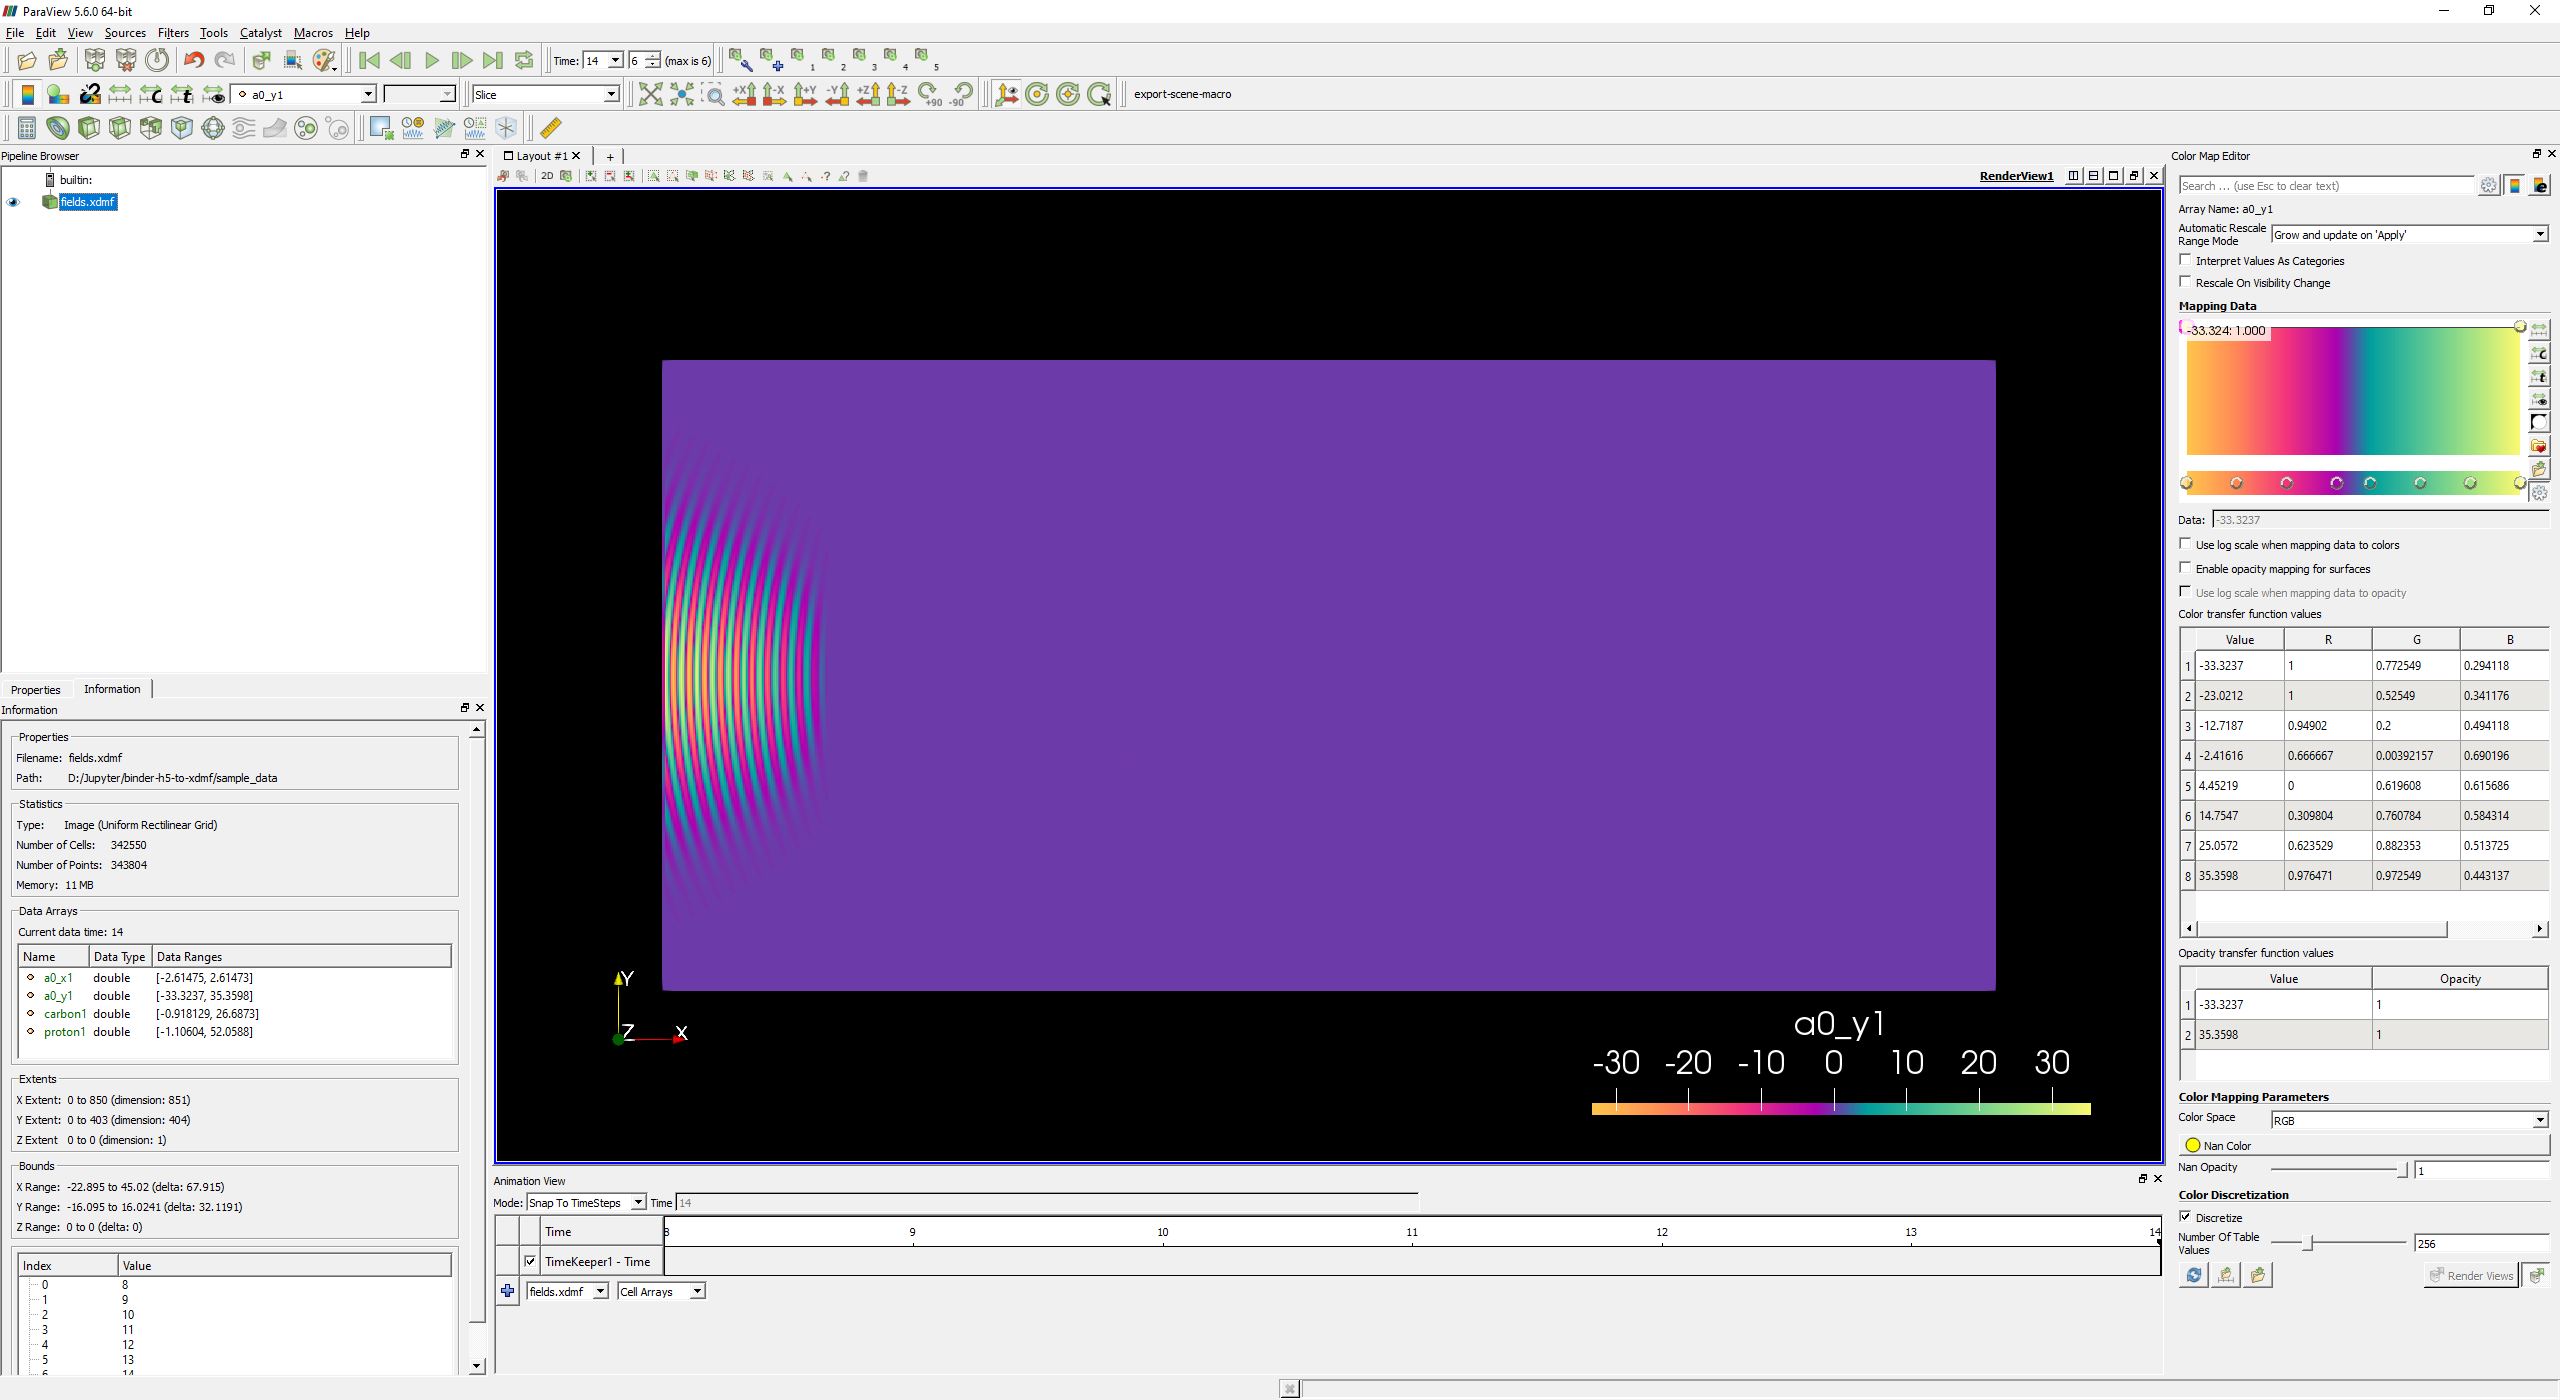 ParaView 5.6.0 64-bit
File Edit View Sources Filters Tools Catalyst Macros Help
Time: 14 6 (max is 6) 1 2 3 4 5
a0_y1 Slice +X -X +Y -Y +Z -Z +90 -90 export-scene-macro
Pipeline Browser
builtin:
fields.xdmf
Properties Information
Information
Properties
Filename: fields.xdmf
Path: D:/Jupyter/binder-h5-to-xdmf/sample_data
Statistics
Type: Image (Uniform Rectilinear Grid)
Number of Cells: 342550
Number of Points: 343804
Memory: 11 MB
Data Arrays
Current data time: 14
Name Data Type Data Ranges
a0_x1 double [-2.61475, 2.61473]
a0_y1 double [-33.3237, 35.3598]
carbon1 double [-0.918129, 26.6873]
proton1 double [-1.10604, 52.0588]
Extents
X Extent: 0 to 850 (dimension: 851)
Y Extent: 0 to 403 (dimension: 404)
Z Extent 0 to 0 (dimension: 1)
Bounds
X Range: -22.895 to 45.02 (delta: 67.915)
Y Range: -16.095 to 16.0241 (delta: 32.1191)
Z Range: 0 to 0 (delta: 0)
Index Value
0 8
1 9
2 10
3 11
4 12
5 13
6 14
Layout #1 +
2D RenderView1
Y
Z X
a0_y1
-30 -20 -10 0 10 20 30
Animation View
Mode: Snap To TimeSteps Time 14
Time 8 9 10 11 12 13 14
TimeKeeper1 - Time
fields.xdmf Cell Arrays
Color Map Editor
Search ... (use Esc to clear text)
Array Name: a0_y1
Automatic Rescale
Range Mode
Grow and update on 'Apply'
Interpret Values As Categories
Rescale On Visibility Change
Mapping Data
-33.324: 1.000
Data: -33.3237
Use log scale when mapping data to colors
Enable opacity mapping for surfaces
Use log scale when mapping data to opacity
Color transfer function values
Value R G B
1 -33.3237 1 0.772549 0.294118
2 -23.0212 1 0.52549 0.341176
3 -12.7187 0.94902 0.2 0.494118
4 -2.41616 0.666667 0.00392157 0.690196
5 4.45219 0 0.619608 0.615686
6 14.7547 0.309804 0.760784 0.584314
7 25.0572 0.623529 0.882353 0.513725
8 35.3598 0.976471 0.972549 0.443137
Opacity transfer function values
Value Opacity
1 -33.3237 1
2 35.3598 1
Color Mapping Parameters
Color Space RGB
Nan Color
Nan Opacity 1
Color Discretization
Discretize
Number Of Table
Values
256
Render Views